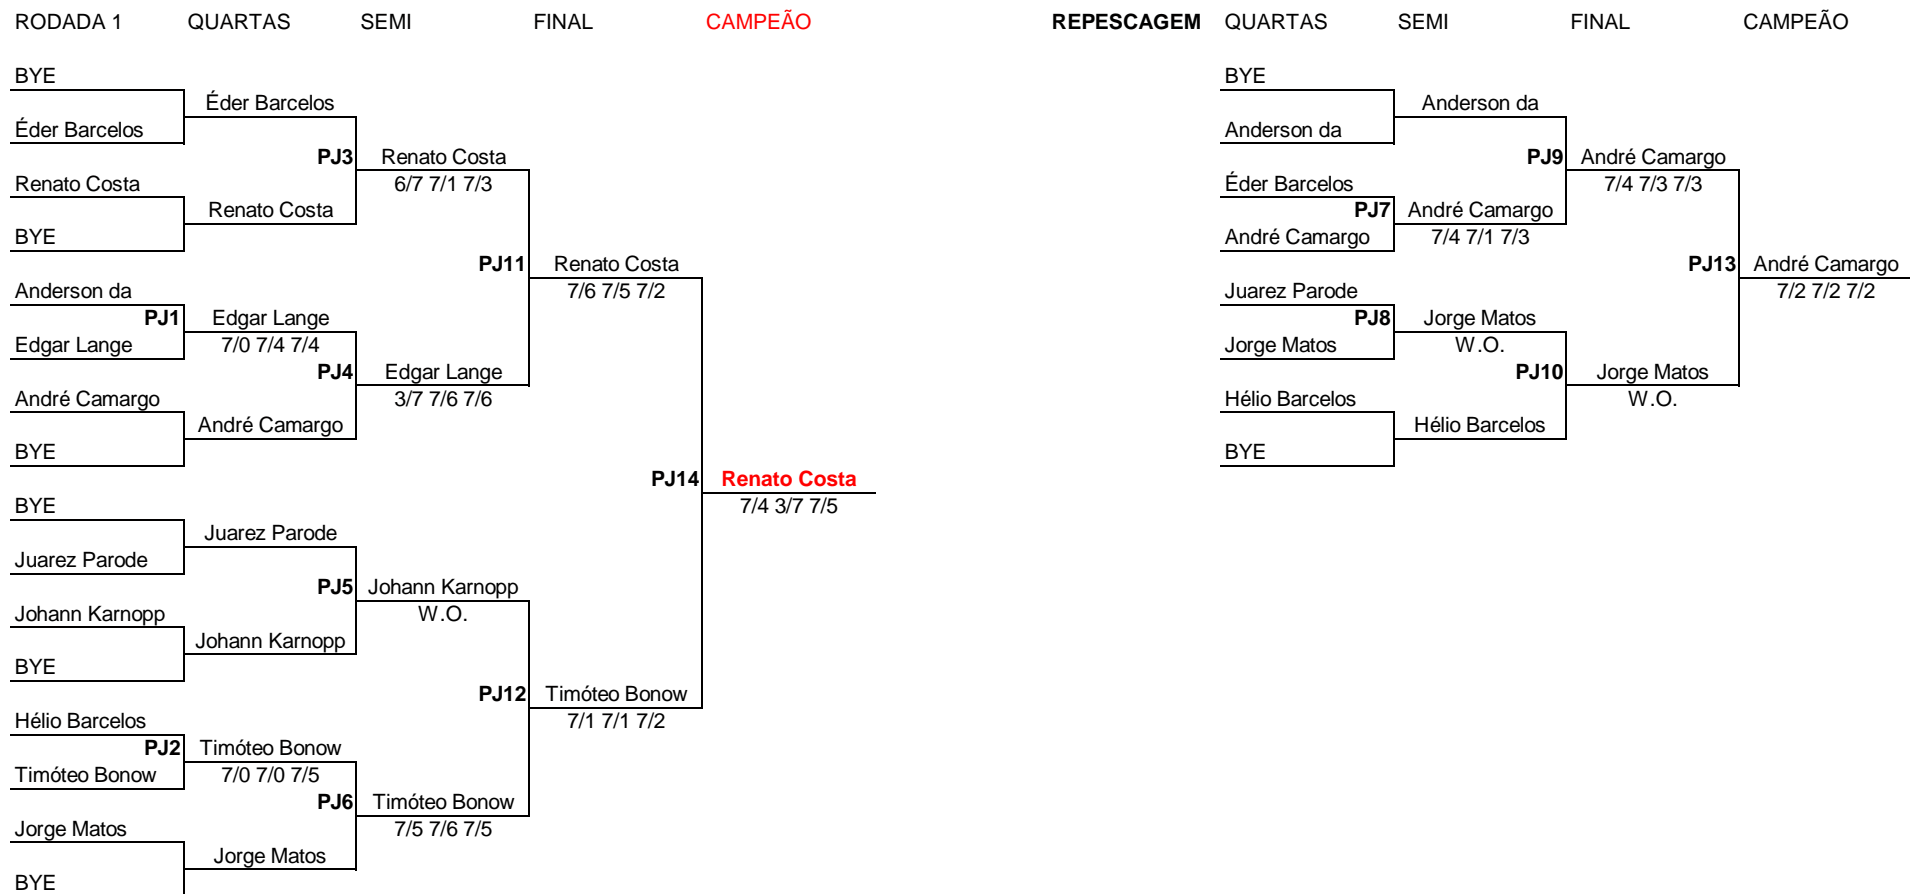 RODADA 1 QUARTAS SEMI FINAL CAMPEÃO REPESCAGEM QUARTAS SEMI FINAL CAMPEÃO
BYE BYE
Éder Barcelos Anderson da
Éder Barcelos Anderson da
PJ3 Renato Costa PJ9 André Camargo
Renato Costa 6/7 7/1 7/3 Éder Barcelos 7/4 7/3 7/3
Renato Costa PJ7 André Camargo
BYE André Camargo 7/4 7/1 7/3
PJ11 Renato Costa PJ13 André Camargo
Anderson da 7/6 7/5 7/2 Juarez Parode 7/2 7/2 7/2
PJ1 Edgar Lange PJ8 Jorge Matos
Edgar Lange 7/0 7/4 7/4 Jorge Matos W.O.
PJ4 Edgar Lange PJ10 Jorge Matos
André Camargo 3/7 7/6 7/6 Hélio Barcelos W.O.
André Camargo Hélio Barcelos
BYE BYE
PJ14 Renato Costa
BYE 7/4 3/7 7/5
Juarez Parode
Juarez Parode
PJ5 Johann Karnopp
Johann Karnopp W.O.
Johann Karnopp
BYE
PJ12 Timóteo Bonow
Hélio Barcelos 7/1 7/1 7/2
PJ2 Timóteo Bonow
Timóteo Bonow 7/0 7/0 7/5
PJ6 Timóteo Bonow
Jorge Matos 7/5 7/6 7/5
Jorge Matos
BYE